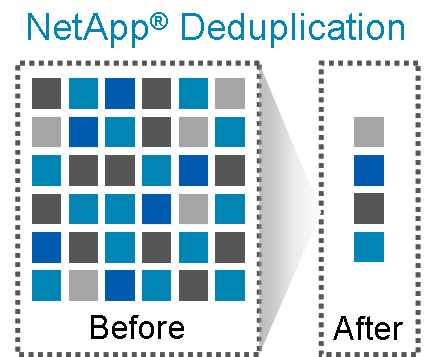 NetApp® Deduplication
Before
After